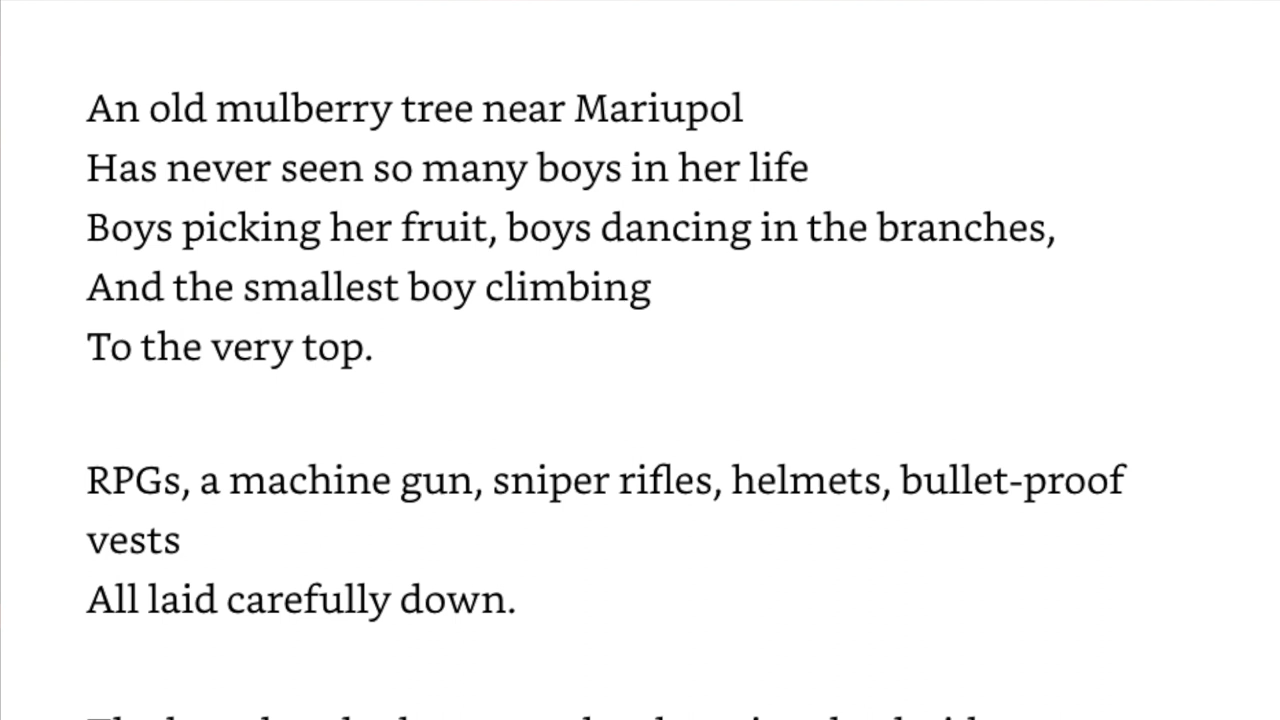 An old mulberry tree near Mariupol
Has never seen so many boys in her life
Boys picking her fruit, boys dancing in the branches,
And the smallest boy climbing
To the very top.
RPGs, a machine gun, sniper rifles, helmets, bullet-proof
vests
All laid carefully down.